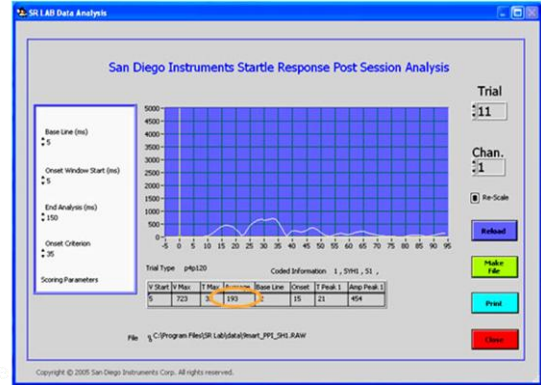 SR LAB Data Analysis
San Diego Instruments Startle Response Post Session Analysis
Trial
11
Chan.
1
Re-Scale
Reload
Make
File
Print
Close
Base Line (ms)
5
Onset Window Start (ms)
5
End Analysis (ms)
150
Onset Criterion
35
Scoring Parameters
5000
4500
4000
3500
3000
2500
2000
1500
1000
500
0
-5 0 5 10 15 20 25 30 35 40 45 50 55 60 65 70 75 80 85 90 95
Trial Type p4p120 Coded Information 1 , SYH1 , S1 ,
V Start V Max T Max Average Base Line Onset T Peak 1 Amp Peak 1
5 723 193 2 15 21 454
File C:\Program Files\SR Lab\data\9mart_PPI_SH1.RAW
Copyright © 2005 San Diego Instruments Corp. All rights reserved.